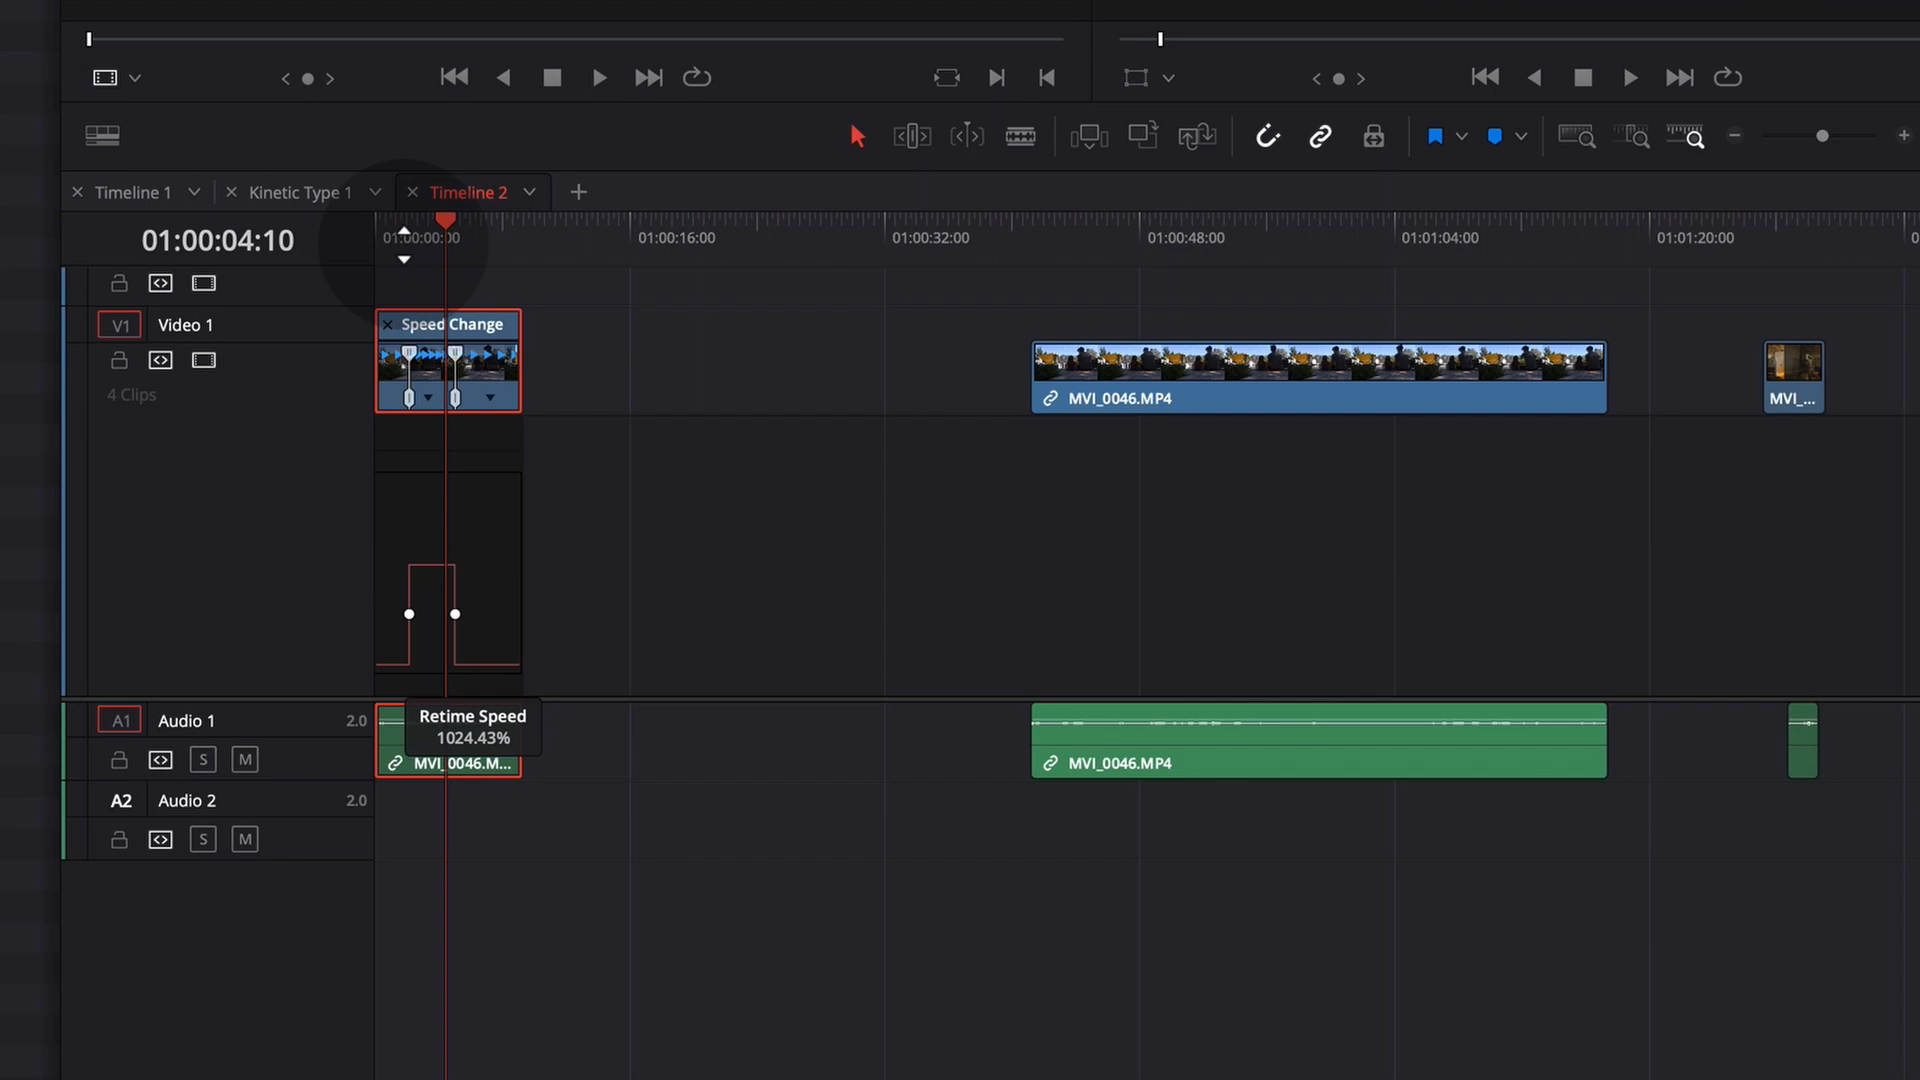 Timeline 1
Kinetic Type 1
Timeline 2
01:00:04:10
01:00:00:00
01:00:16:00
01:00:32:00
01:00:48:00
01:01:04:00
01:01:20:00
V1
Video 1
4 Clips
Speed Change
MVI_0046.MP4
MVI_...
A1
Audio 1
2.0
S
M
Retime Speed
1024.43%
MVI_0046.M...
MVI_0046.MP4
A2
Audio 2
2.0
S
M